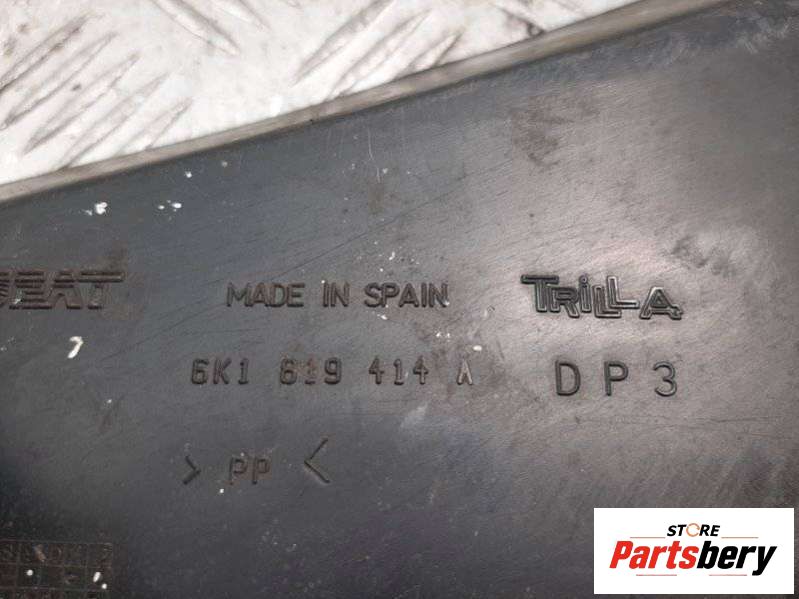 SEAT MADE IN SPAIN TRILLA
6K1 819 414 A DP3
> PP <
STORE
Partsbery